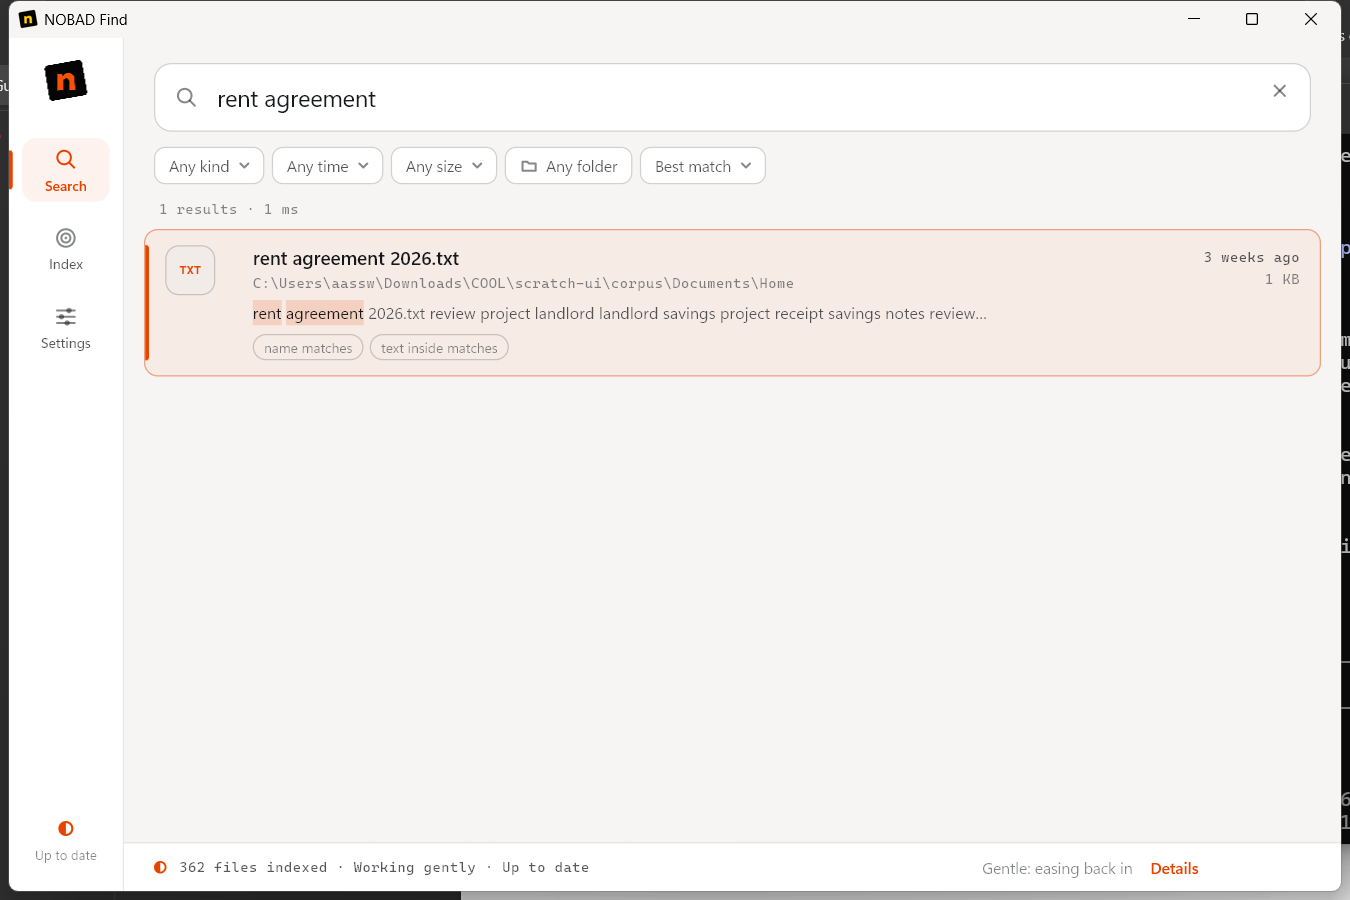 n NOBAD Find
n
Search
Index
Settings
Up to date
rent agreement
Any kind
Any time
Any size
Any folder
Best match
1 results · 1 ms
TXT
rent agreement 2026.txt
3 weeks ago
C:\Users\aassw\Downloads\COOL\scratch-ui\corpus\Documents\Home
1 KB
rent agreement 2026.txt review project landlord landlord savings project receipt savings notes review...
name matches
text inside matches
362 files indexed · Working gently · Up to date
Gentle: easing back in
Details